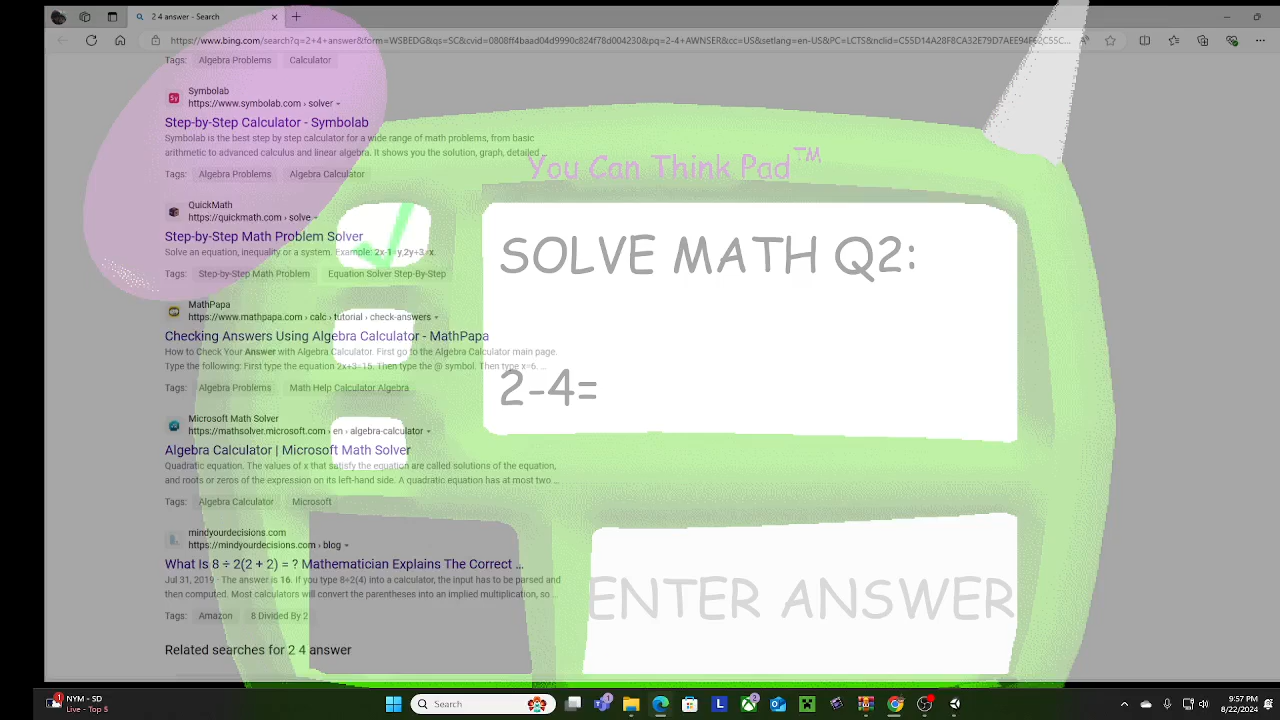 2 4 answer - Search
https://www.bing.com/search?q=2+4+answer&form=WSBEDG&qs=SC&cvid=0808ff4baad04d9990c824f78d004230&pq=2-4+AWNSER&cc=US&setlang=en-US&PC=LCTS&nclid=
Tags: Algebra Problems Calculator
Symbolab
https://www.symbolab.com › solver
Step-by-Step Calculator - Symbolab
Symbolab is the best step by step calculator for a wide range of math problems, from basic
arithmetic to advanced calculus and linear algebra. It shows you the solution, graph, detailed ...
Tags: Algebra Problems Algebra Calculator
You Can Think Pad™
QuickMath
https://quickmath.com › solve
Step-by-Step Math Problem Solver
Solve an equation, inequality or a system. Example: 2x-1=y,2y+3=x.
Tags: Step-by-Step Math Problem Equation Solver Step-By-Step
SOLVE MATH Q2:
MathPapa
https://www.mathpapa.com › calc › tutorial › check-answers
Checking Answers Using Algebra Calculator - MathPapa
How to Check Your Answer with Algebra Calculator. First go to the Algebra Calculator main page.
Type the following: First type the equation 2x+3=15. Then type the @ symbol. Then type x=6. ...
Tags: Algebra Problems Math Help Calculator Algebra
2-4=
Microsoft Math Solver
https://mathsolver.microsoft.com › en › algebra-calculator
Algebra Calculator | Microsoft Math Solver
Quadratic equation. The values of x that satisfy the equation are called solutions of the equation,
and roots or zeros of the expression on its left-hand side. A quadratic equation has at most two ...
Tags: Algebra Calculator Microsoft
mindyourdecisions.com
https://mindyourdecisions.com › blog
What Is 8 ÷ 2(2 + 2) = ? Mathematician Explains The Correct ...
Jul 31, 2019 · The answer is 16. If you type 8÷2(4) into a calculator, the input has to be parsed and
then computed. Most calculators will convert the parentheses into an implied multiplication, so ...
Tags: Amazon 8 Divided By 2
ENTER ANSWER
Related searches for 2 4 answer
1
NYM - SD
Top 5
Search
9:57 PM
8/22/2024